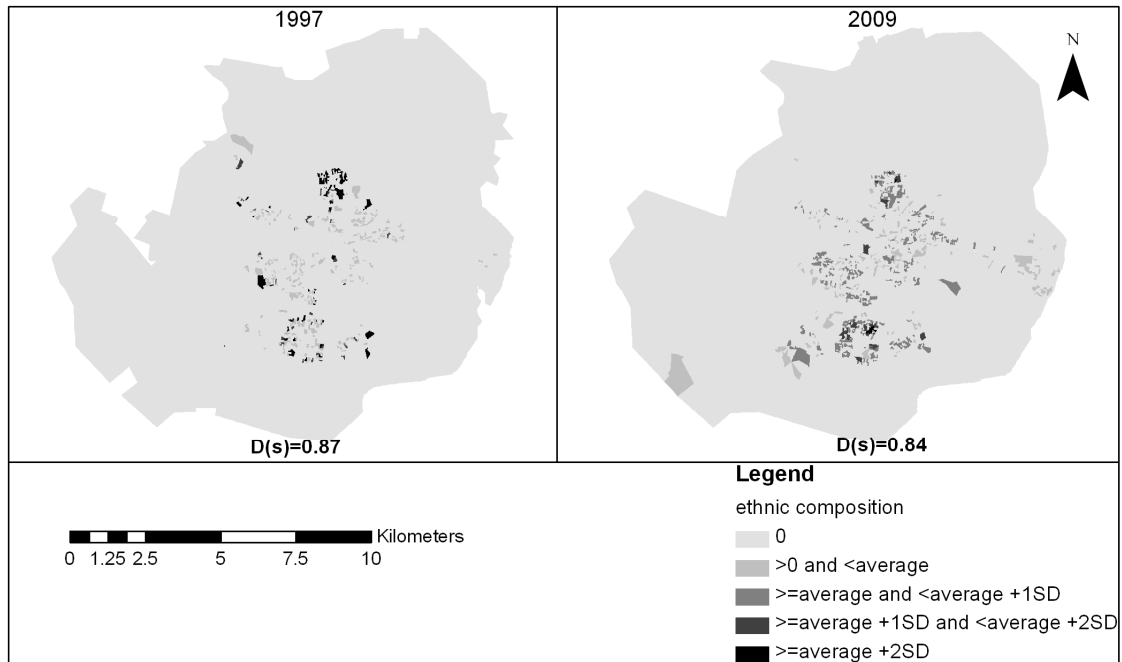 1997
2009
N
D(s)=0.87
D(s)=0.84
Legend
ethnic composition
0
>0 and <average
>=average and <average +1SD
>=average +1SD and <average +2SD
>=average +2SD
Kilometers
0 1.25 2.5 5 7.5 10